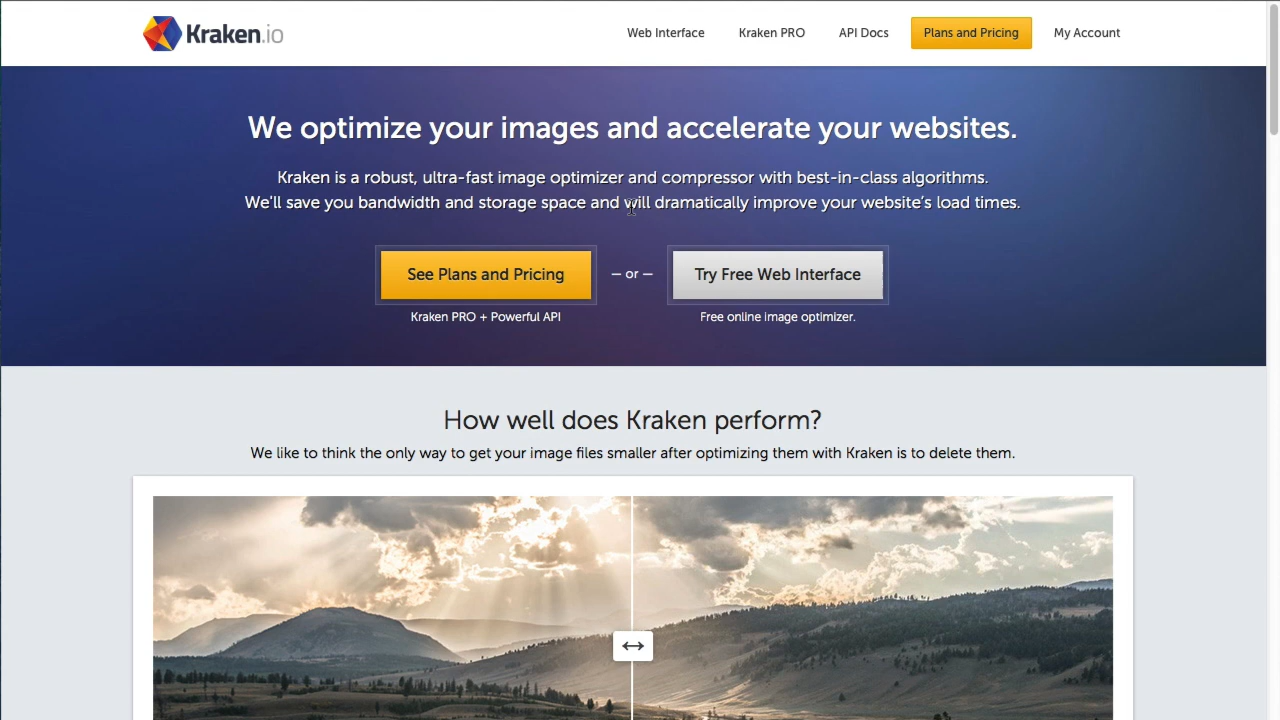 Kraken.io
Web Interface
Kraken PRO
API Docs
Plans and Pricing
My Account
We optimize your images and accelerate your websites.
Kraken is a robust, ultra-fast image optimizer and compressor with best-in-class algorithms.
We'll save you bandwidth and storage space and will dramatically improve your website's load times.
See Plans and Pricing
— or —
Try Free Web Interface
Kraken PRO + Powerful API
Free online image optimizer.
How well does Kraken perform?
We like to think the only way to get your image files smaller after optimizing them with Kraken is to delete them.